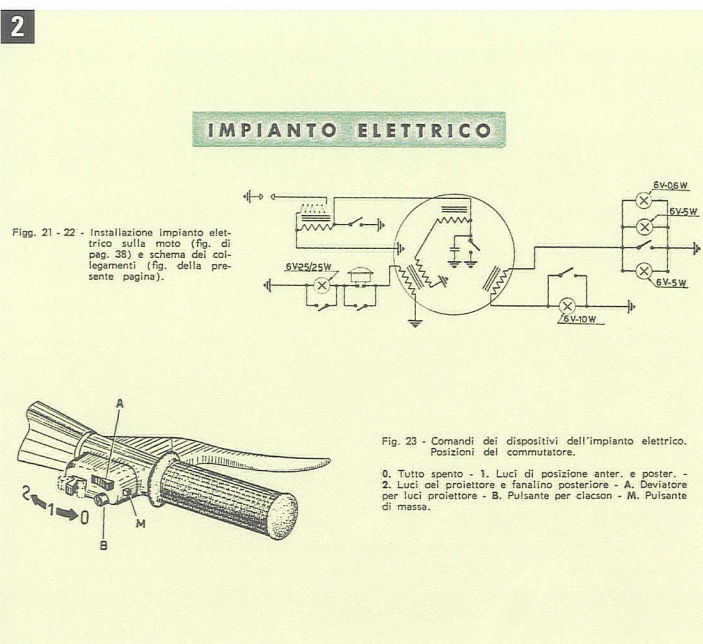 2
IMPIANTO ELETTRICO
Figg. 21 - 22 - Installazione impianto elet-
trico sulla moto (fig. di
pag. 38) e schema dei col-
legamenti (fig. della pre-
sente pagina).
6V-0,6W
6V-5W
6V-5W
6V-25/25W
6V-10W
A
2
1
0
M
B
Fig. 23 - Comandi dei dispositivi dell'impianto elettrico.
Posizioni del commutatore.
0. Tutto spento - 1. Luci di posizione anter. e poster. -
2. Luci del proiettore e fanalino posteriore - A. Deviatore
per luci proiettore - B. Pulsante per clacson - M. Pulsante
di massa.